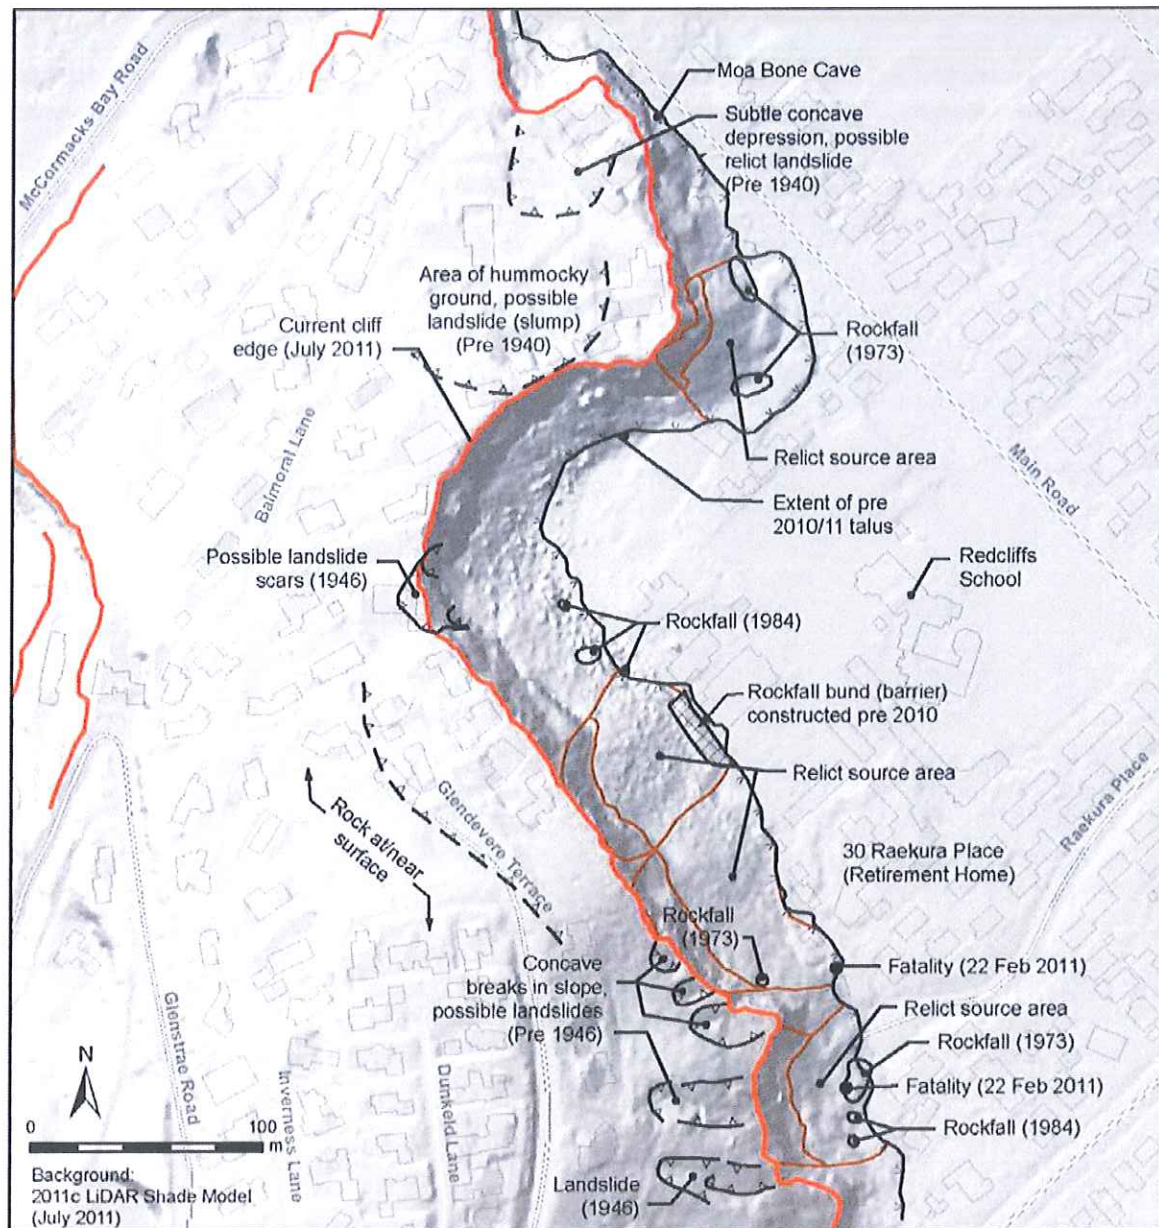 McCormacks Bay Road
Moa Bone Cave
Subtle concave
depression, possible
relict landslide
(Pre 1940)
Area of hummocky
ground, possible
landslide (slump)
(Pre 1940)
Current cliff
edge (July 2011)
Rockfall
(1973)
Relict source area
Main Road
Extent of pre
2010/11 talus
Balmoral Lane
Possible landslide
scars (1946)
Redcliffs
School
Rockfall (1984)
Rockfall bund (barrier)
constructed pre 2010
Relict source area
Raekura Place
Glendevere Terrace
Rock at/near
surface
30 Raekura Place
(Retirement Home)
Rockfall
(1973)
Concave
breaks in slope,
possible landslides
(Pre 1946)
Fatality (22 Feb 2011)
Relict source area
Rockfall (1973)
Fatality (22 Feb 2011)
Rockfall (1984)
Glenstrae Road
Inverness Lane
Dunkeld Lane
N
0 100
m
Landslide
(1946)
Background:
2011c LiDAR Shade Model
(July 2011)